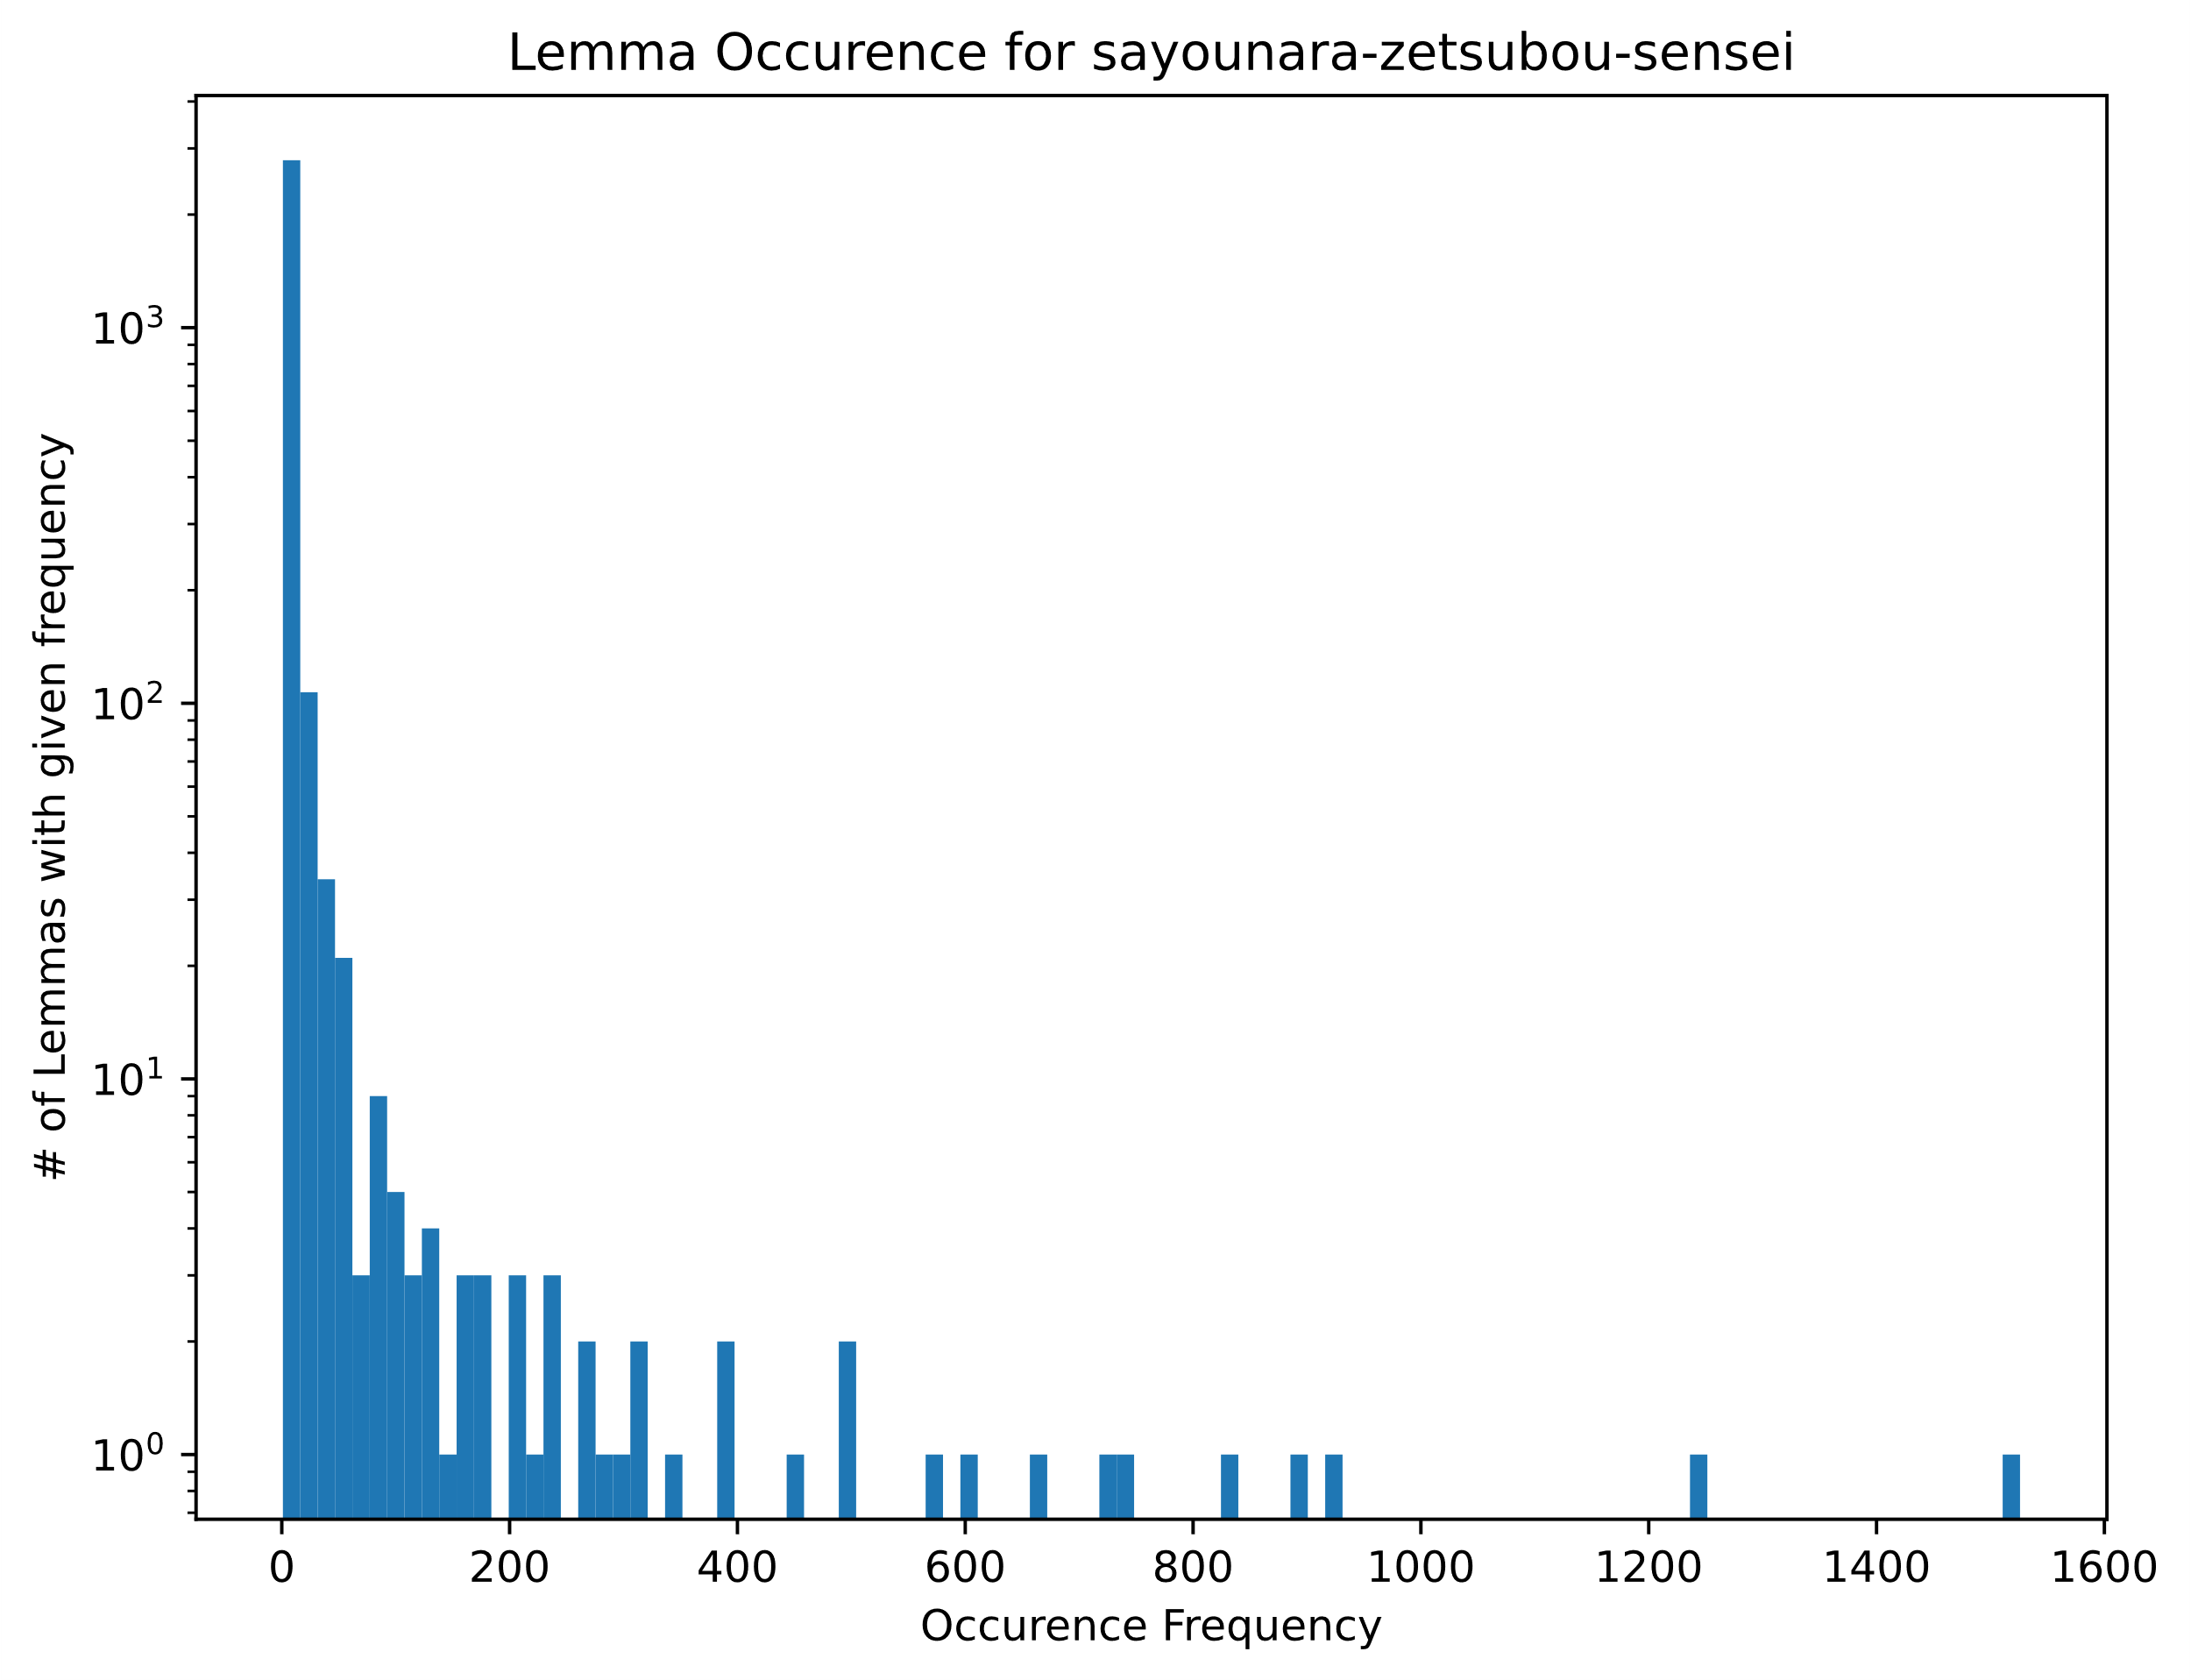 Lemma Occurence for sayounara-zetsubou-sensei
# of Lemmas with given frequency
10³
10²
10¹
10⁰
0 200 400 600 800 1000 1200 1400 1600
Occurence Frequency